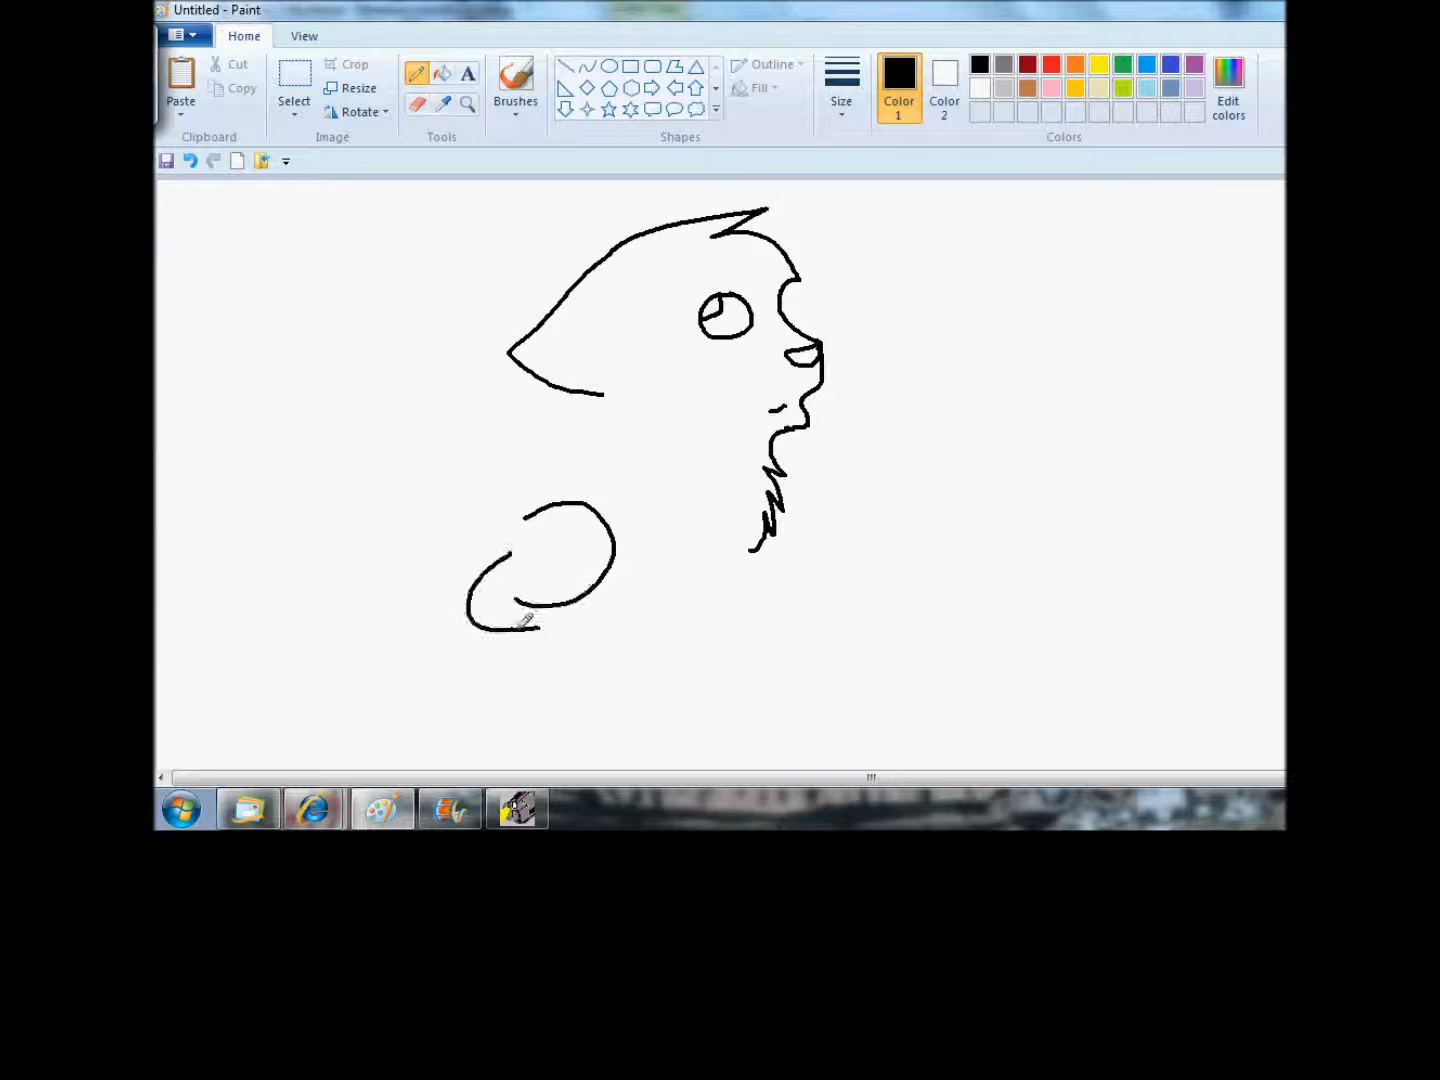 Untitled - Paint
Home View
Cut
Copy
Paste
Clipboard
Crop
Resize
Rotate
Select
Image
A
Tools
Brushes
Outline
Fill
Shapes
Size
Color 1
Color 2
Edit colors
Colors